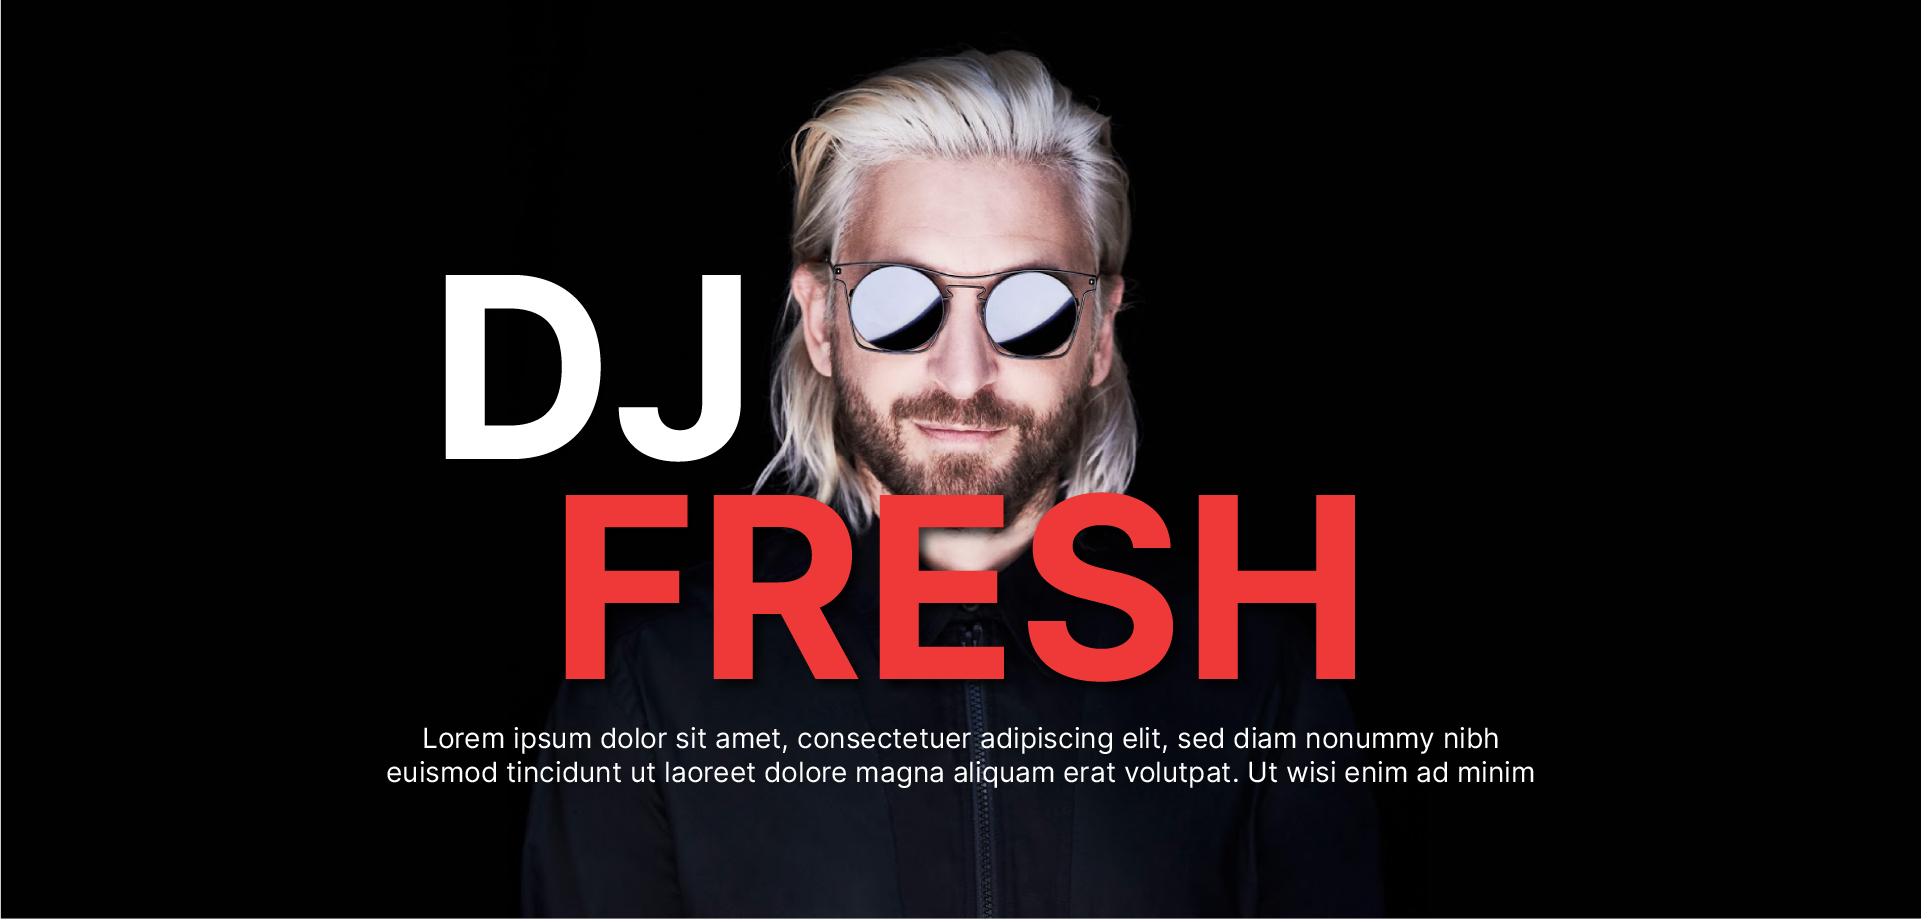 DJ
FRESH
Lorem ipsum dolor sit amet, consectetuer adipiscing elit, sed diam nonummy nibh
euismod tincidunt ut laoreet dolore magna aliquam erat volutpat. Ut wisi enim ad minim